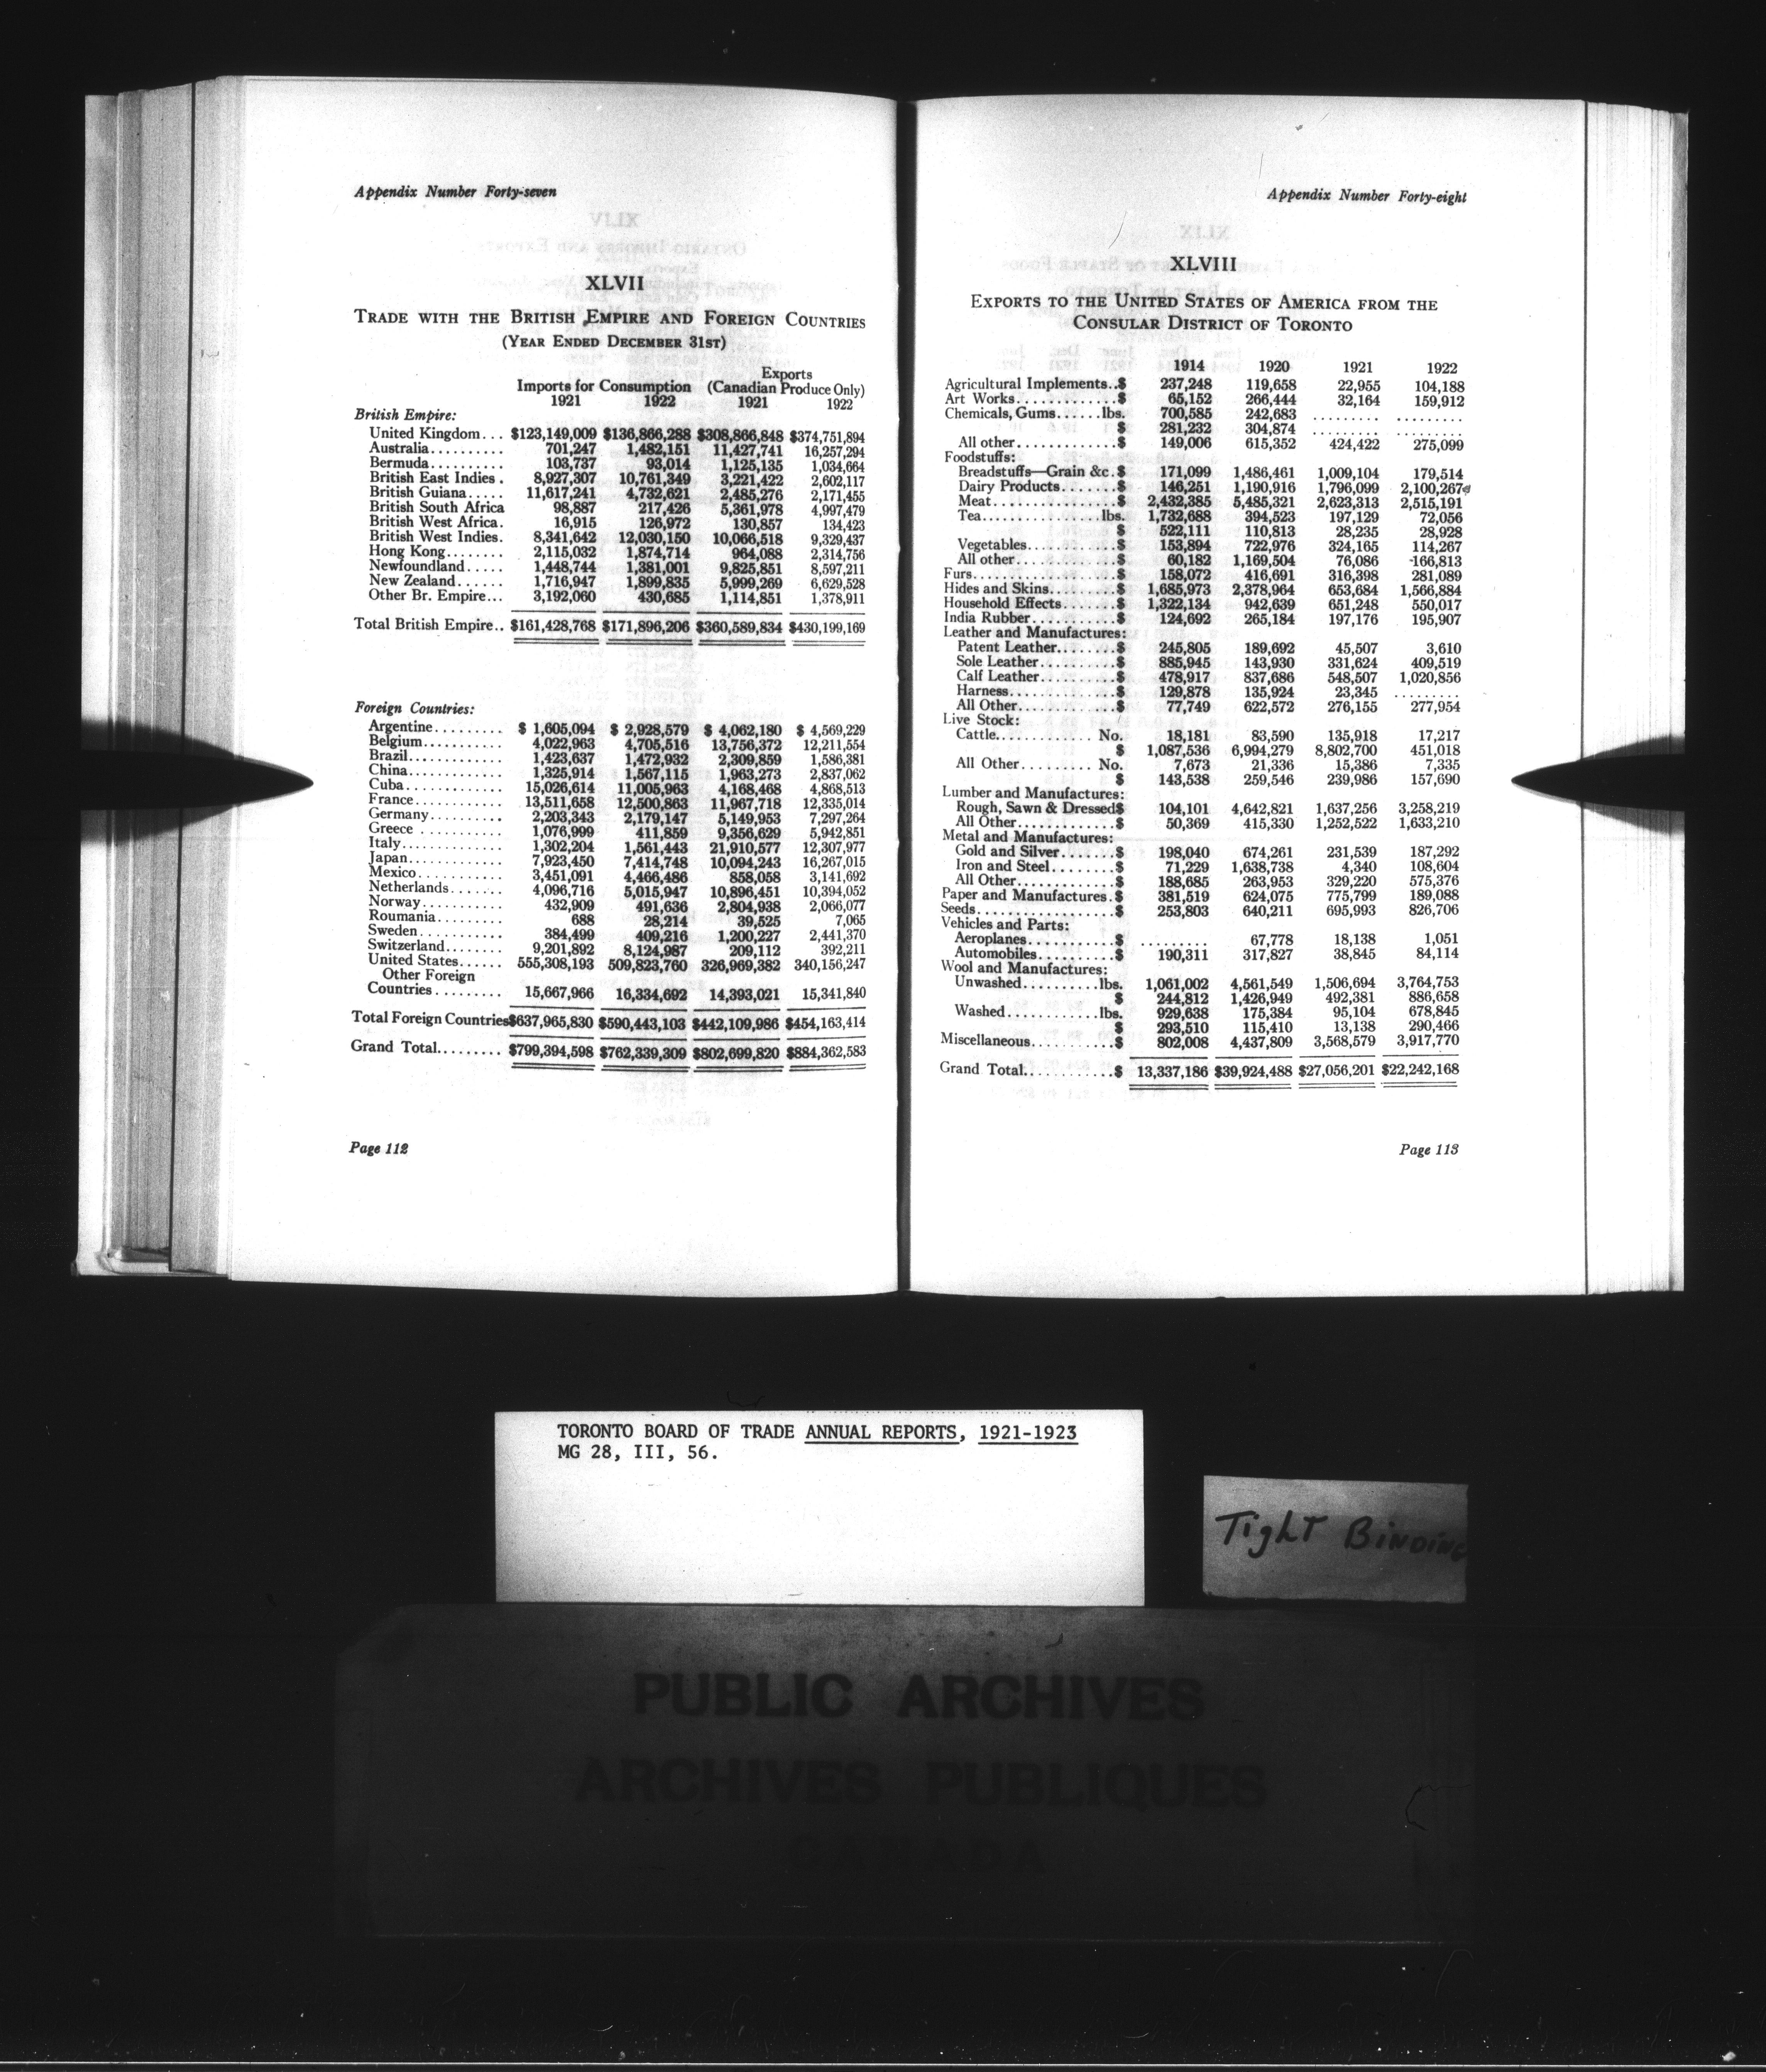 Appendix Number Forty-seven
XLVII
TRADE WITH THE BRITISH EMPIRE AND FOREIGN COUNTRIES
(YEAR ENDED DECEMBER 31ST)
Exports
Imports for Consumption (Canadian Produce Only)
1921 1922 1921 1922
British Empire:
United Kingdom... $123,149,009 $136,866,288 $308,866,848 $374,751,894
Australia.......... 701,247 1,482,151 11,427,741 16,257,294
Bermuda.......... 103,737 93,014 1,125,135 1,034,664
British East Indies . 8,927,307 10,761,349 3,221,422 2,602,117
British Guiana..... 11,617,241 4,732,621 2,485,276 2,171,455
British South Africa 98,887 217,426 5,361,978 4,997,479
British West Africa. 16,915 126,972 130,857 134,423
British West Indies. 8,341,642 12,030,150 10,066,518 9,329,437
Hong Kong........ 2,115,032 1,874,714 964,088 2,314,756
Newfoundland..... 1,448,744 1,381,001 9,825,851 8,597,211
New Zealand...... 1,716,947 1,899,835 5,999,269 6,629,528
Other Br. Empire... 3,192,060 430,685 1,114,851 1,378,911
Total British Empire.. $161,428,768 $171,896,206 $360,589,834 $430,199,169
Foreign Countries:
Argentine......... $ 1,605,094 $ 2,928,579 $ 4,062,180 $ 4,569,229
Belgium........... 4,022,963 4,705,516 13,756,372 12,211,554
Brazil............ 1,423,637 1,472,932 2,309,859 1,586,381
China............ 1,325,914 1,567,115 1,963,273 2,837,062
Cuba............. 15,026,614 11,005,963 4,168,468 4,868,513
France........... 13,511,658 12,500,863 11,967,718 12,335,014
Germany.......... 2,203,343 2,179,147 5,149,953 7,297,264
Greece .......... 1,076,999 411,859 9,356,629 5,942,851
Italy............. 1,302,204 1,561,443 21,910,577 12,307,977
Japan............ 7,923,450 7,414,748 10,094,243 16,267,015
Mexico........... 3,451,091 4,466,486 858,058 3,141,692
Netherlands....... 4,096,716 5,015,947 10,896,451 10,394,052
Norway........... 432,909 491,636 2,804,938 2,066,077
Roumania......... 688 28,214 39,525 7,065
Sweden........... 384,499 409,216 1,200,227 2,441,370
Switzerland........ 9,201,892 8,124,987 209,112 392,211
United States...... 555,308,193 509,823,760 326,969,382 340,156,247
Other Foreign
Countries......... 15,667,966 16,334,692 14,393,021 15,341,840
Total Foreign Countries $637,965,830 $590,443,103 $442,109,986 $454,163,414
Grand Total......... $799,394,598 $762,339,309 $802,699,820 $884,362,583
Page 112
Appendix Number Forty-eight
XLVIII
EXPORTS TO THE UNITED STATES OF AMERICA FROM THE
CONSULAR DISTRICT OF TORONTO
1914 1920 1921 1922
Agricultural Implements..$ 237,248 119,658 22,955 104,188
Art Works.............$ 65,152 266,444 32,164 159,912
Chemicals, Gums......lbs. 700,585 242,683 ......... .........
$ 281,232 304,874 ......... .........
All other.............$ 149,006 615,352 424,422 275,099
Foodstuffs:
Breadstuffs—Grain &c.$ 171,099 1,486,461 1,009,104 179,514
Dairy Products.......$ 146,251 1,190,916 1,796,099 2,100,267
Meat................$ 2,432,385 5,485,321 2,623,313 2,515,191
Tea................lbs. 1,732,688 394,523 197,129 72,056
$ 522,111 110,813 28,235 28,928
Vegetables...........$ 153,894 722,976 324,165 114,267
All other.............$ 60,182 1,169,504 76,086 166,813
Furs..................$ 158,072 416,691 316,398 281,089
Hides and Skins.........$ 1,685,973 2,378,964 653,684 1,566,884
Household Effects.......$ 1,322,134 942,639 651,248 550,017
India Rubber...........$ 124,692 265,184 197,176 195,907
Leather and Manufactures:
Patent Leather........$ 245,805 189,692 45,507 3,610
Sole Leather..........$ 885,945 143,930 331,624 409,519
Calf Leather..........$ 478,917 837,686 548,507 1,020,856
Harness..............$ 129,878 135,924 23,345 .........
All Other.............$ 77,749 622,572 276,155 277,954
Live Stock:
Cattle............. No. 18,181 83,590 135,918 17,217
$ 1,087,536 6,994,279 8,802,700 451,018
All Other......... No. 7,673 21,336 15,386 7,335
$ 143,538 259,546 239,986 157,690
Lumber and Manufactures:
Rough, Sawn & Dressed$ 104,101 4,642,821 1,637,256 3,258,219
All Other.............$ 50,369 415,330 1,252,522 1,633,210
Metal and Manufactures:
Gold and Silver.......$ 198,040 674,261 231,539 187,292
Iron and Steel........$ 71,229 1,638,738 4,340 108,604
All Other.............$ 188,685 263,953 329,220 575,376
Paper and Manufactures.$ 381,519 624,075 775,799 189,088
Seeds.................$ 253,803 640,211 695,993 826,706
Vehicles and Parts:
Aeroplanes...........$ ......... 67,778 18,138 1,051
Automobiles..........$ 190,311 317,827 38,845 84,114
Wool and Manufactures:
Unwashed..........lbs. 1,061,002 4,561,549 1,506,694 3,764,753
$ 244,812 1,426,949 492,381 886,658
Washed............lbs. 929,638 175,384 95,104 678,845
$ 293,510 115,410 13,138 290,466
Miscellaneous...........$ 802,008 4,437,809 3,568,579 3,917,770
Grand Total............$ 13,337,186 $39,924,488 $27,056,201 $22,242,168
Page 113
TORONTO BOARD OF TRADE ANNUAL REPORTS, 1921-1923
MG 28, III, 56.
Tight Binding
PUBLIC ARCHIVES
ARCHIVES PUBLIQUES
CANADA